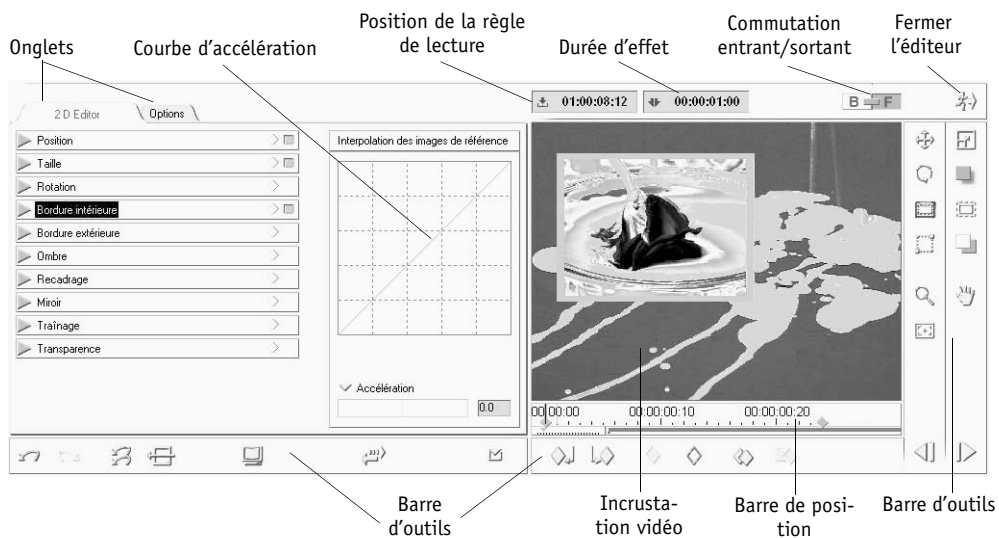 Onglets
Courbe d'accélération
Position de la règle
de lecture
Durée d'effet
Commutation
entrant/sortant
Fermer
l'éditeur
01:00:08:12
00:00:01:00
B F
2 D Editor
Options
Position
Taille
Rotation
Bordure intérieure
Bordure extérieure
Ombre
Recadrage
Miroir
Traînage
Transparence
Interpolation des images de référence
Accélération
0.0
00:00:00
00:00:00:10
00:00:00:20
Barre
d'outils
Incrusta-
tion vidéo
Barre de posi-
tion
Barre d'outils